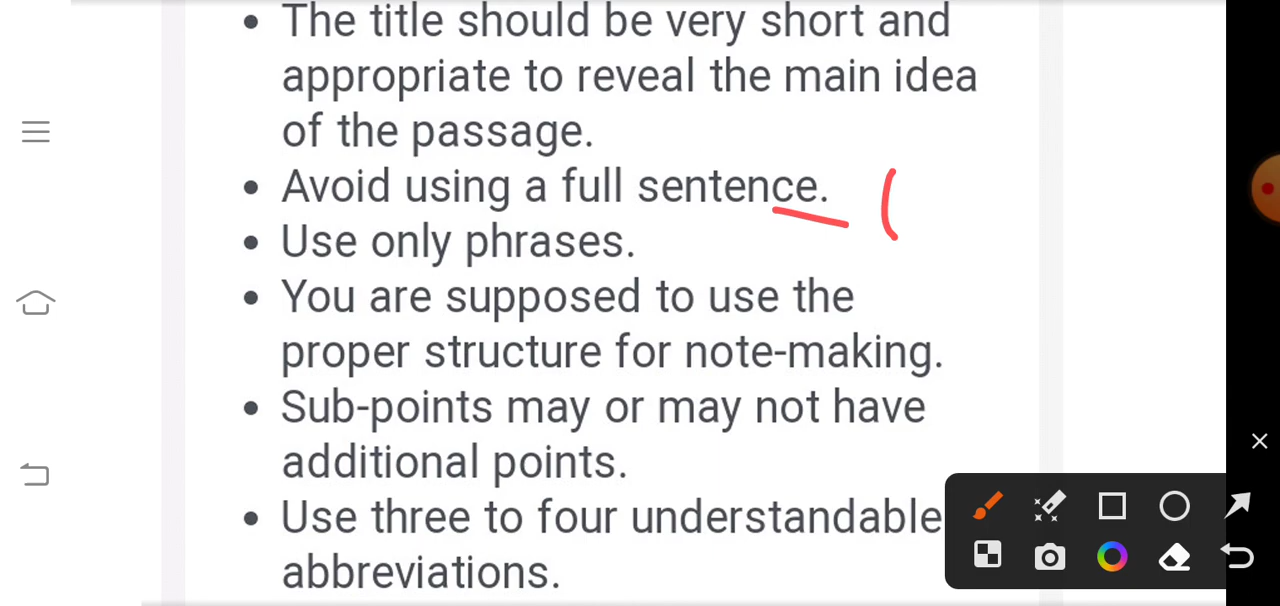 • The title should be very short and
appropriate to reveal the main idea
of the passage.
• Avoid using a full sentence. (
• Use only phrases.
• You are supposed to use the
proper structure for note-making.
• Sub-points may or may not have
additional points.
• Use three to four understandable
abbreviations.